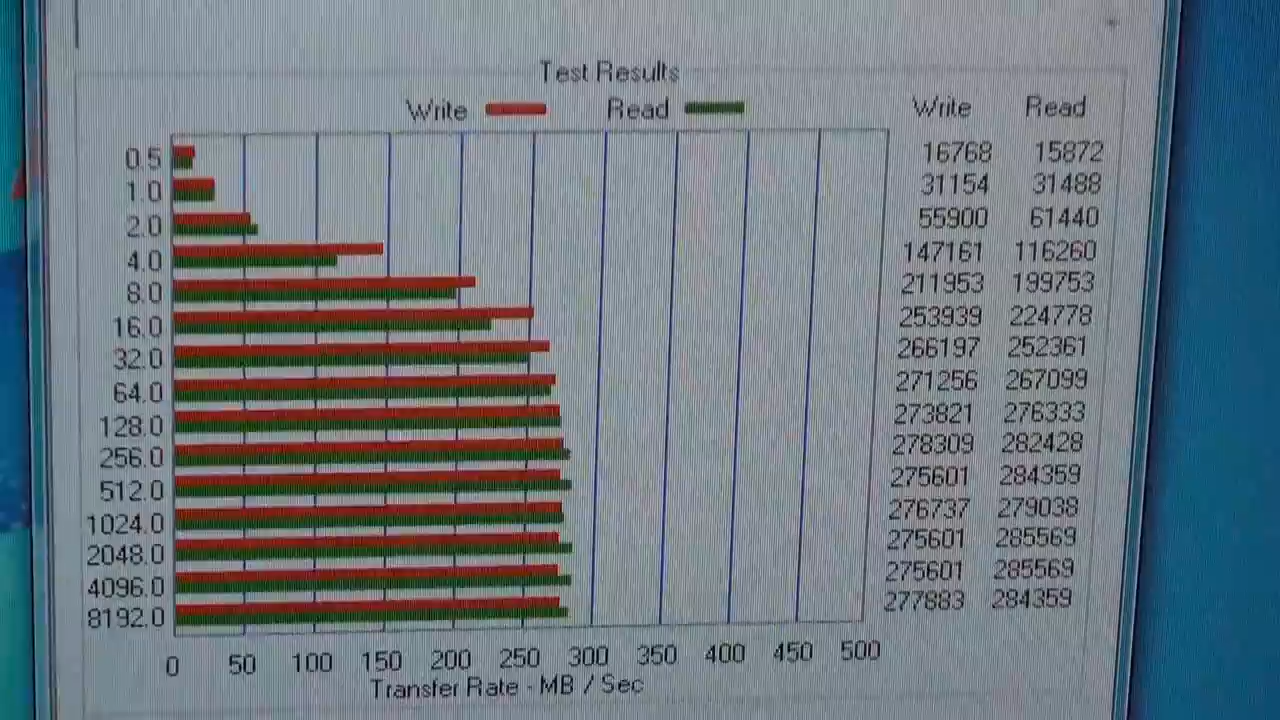 Test Results
Write Read Write Read
0.5 16768 15872
1.0 31154 31488
2.0 55900 61440
4.0 147161 116260
8.0 211953 199753
16.0 253939 224778
32.0 266197 252361
64.0 271256 267099
128.0 273821 276333
256.0 278309 282428
512.0 275601 284359
1024.0 276737 279038
2048.0 275601 285569
4096.0 275601 285569
8192.0 277883 284359
0 50 100 150 200 250 300 350 400 450 500
Transfer Rate - MB / Sec